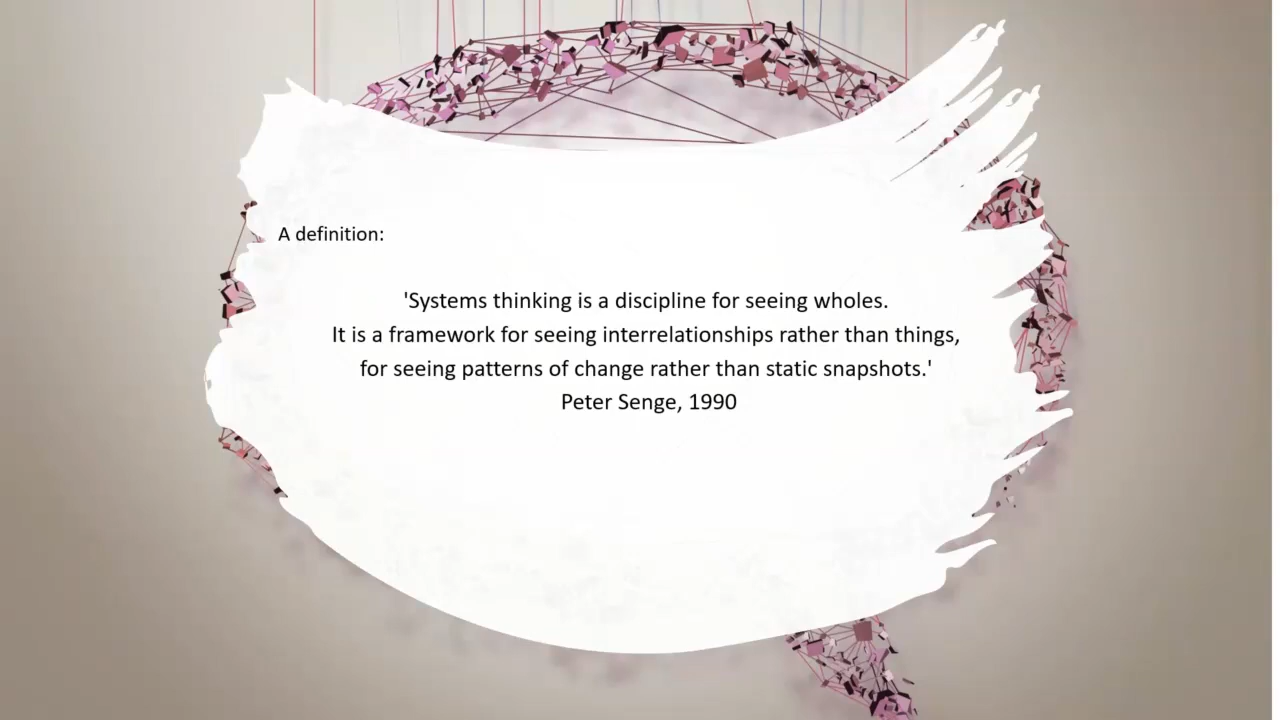 A definition:
'Systems thinking is a discipline for seeing wholes.
It is a framework for seeing interrelationships rather than things,
for seeing patterns of change rather than static snapshots.'
Peter Senge, 1990